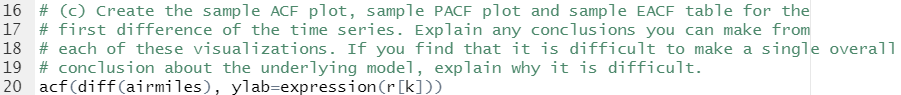 16 # (c) Create the sample ACF plot, sample PACF plot and sample EACF table for the
17 # first difference of the time series. Explain any conclusions you can make from
18 # each of these visualizations. If you find that it is difficult to make a single overall
19 # conclusion about the underlying model, explain why it is difficult.
20 acf(diff(airmiles), ylab=expression(r[k]))